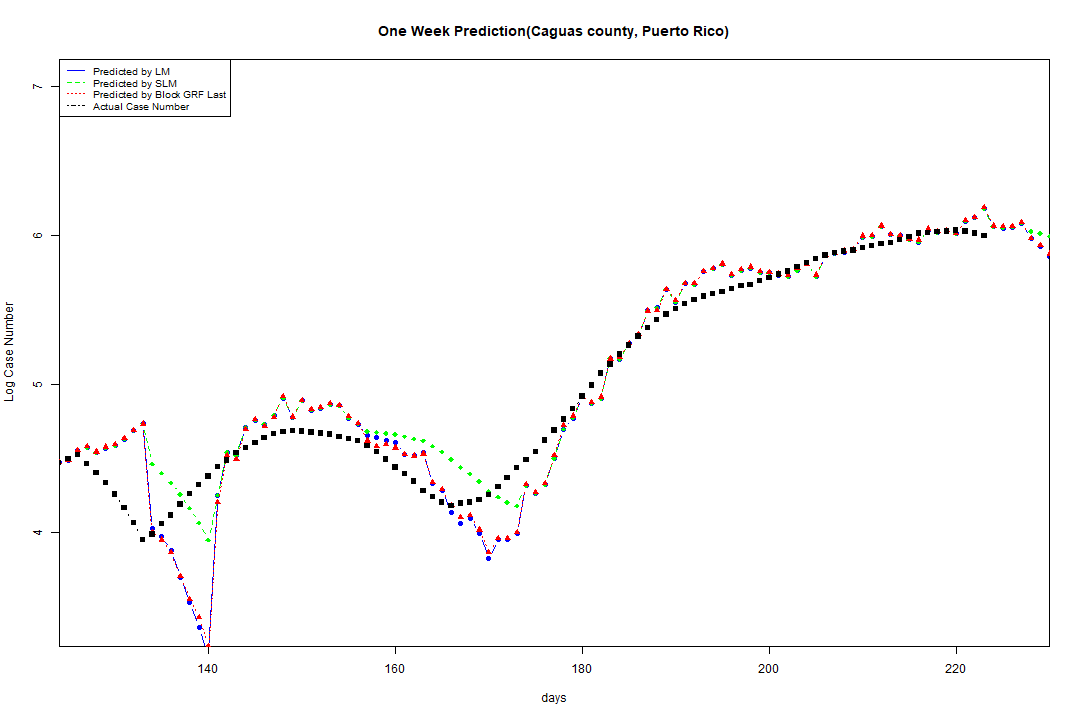 One Week Prediction(Caguas county, Puerto Rico)
Predicted by LM
Predicted by SLM
Predicted by Block GRF Last
Actual Case Number
7
6
5
4
Log Case Number
140 160 180 200 220
days